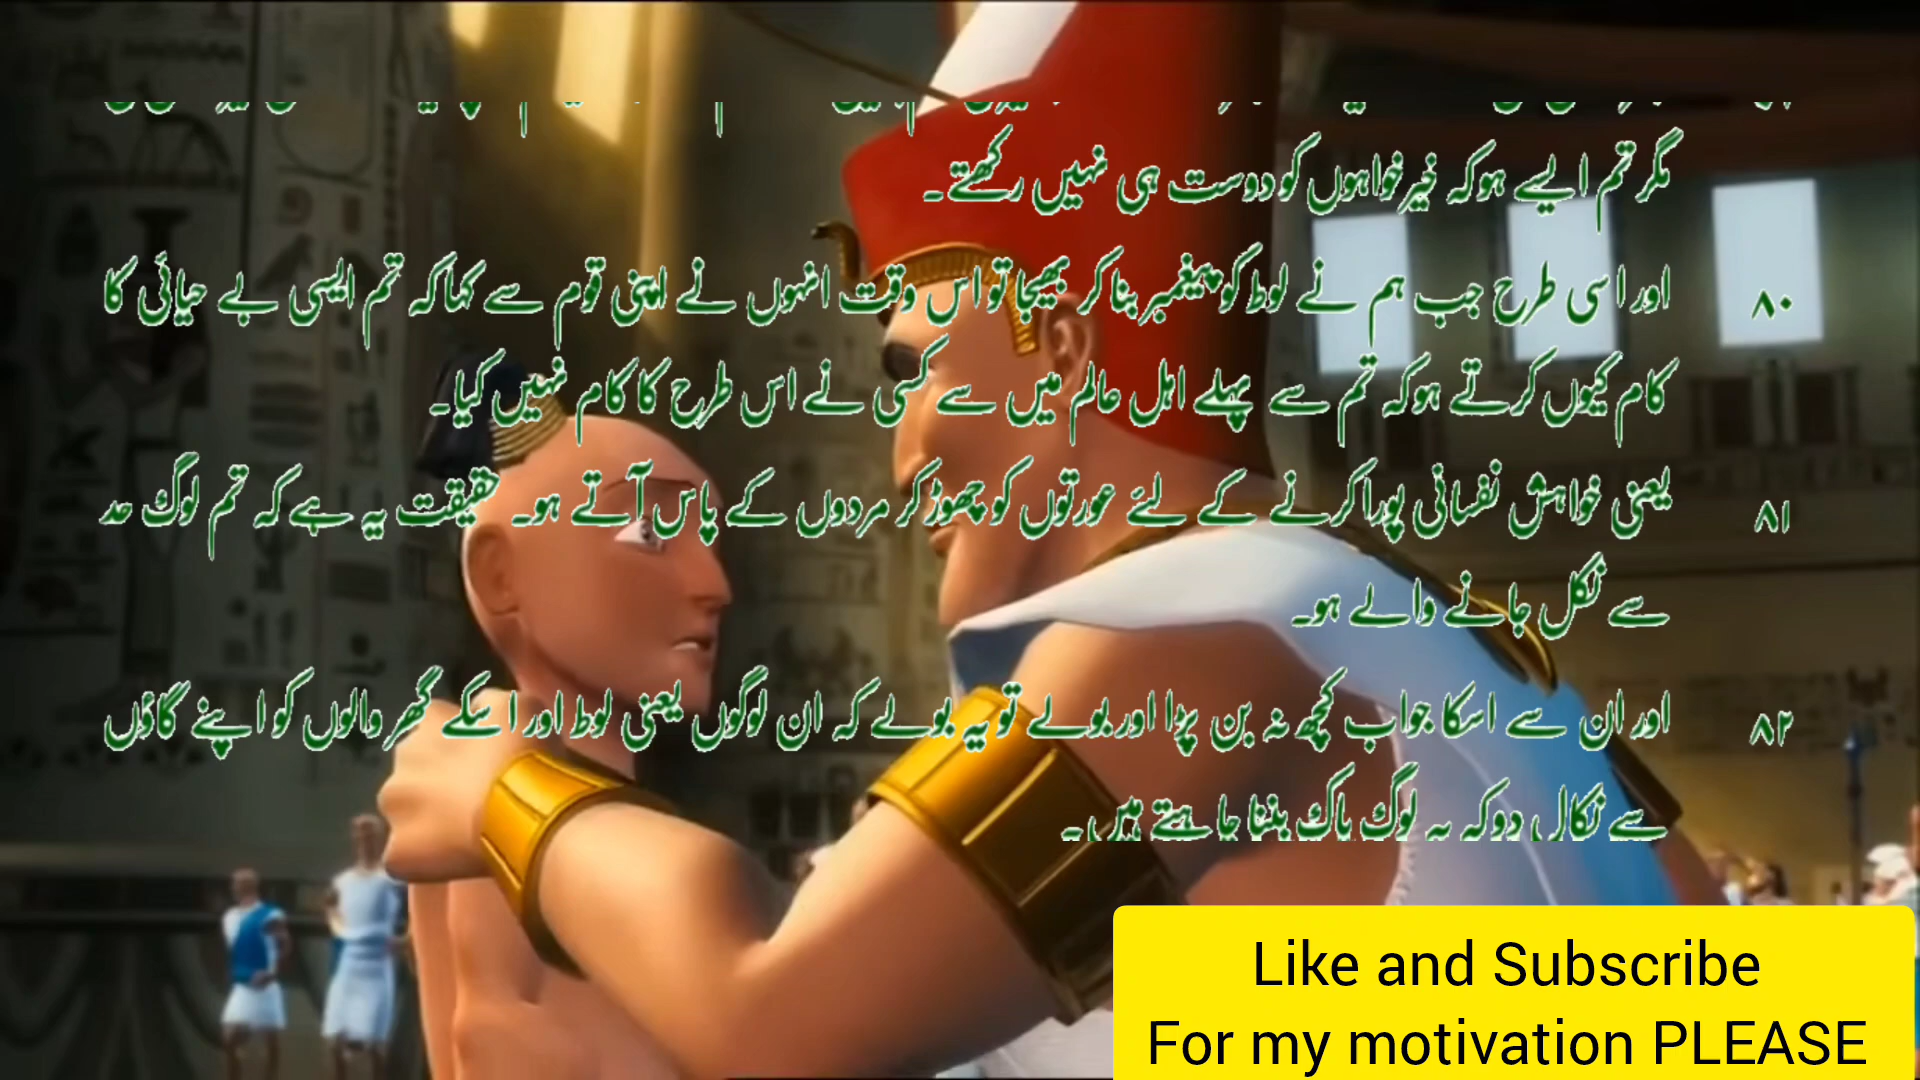 مگر تم ایسے ہو کہ خیر خواہوں کو دوست ہی نہیں رکھتے۔
۸۰ اور اسی طرح جب ہم نے لوط کو پیغمبر بنا کر بھیجا تو اس وقت انہوں نے اپنی قوم سے کہا کہ تم ایسی بے حیائی کا
کام کیوں کرتے ہو کہ تم سے پہلے اہل عالم میں سے کسی نے اس طرح کا کام نہیں کیا۔
۸۱ یعنی خواہش نفسانی پورا کرنے کے لئے عورتوں کو چھوڑ کر مردوں کے پاس آتے ہو۔ حقیقت یہ ہے کہ تم لوگ حد
سے نکل جانے والے ہو۔
۸۲ اور ان سے اسکا جواب کچھ نہ بن پڑا اور بولے تو یہ بولے کہ ان لوگوں یعنی لوط اور اسکے گھر والوں کو اپنے گاؤں
سے نکال دو کہ یہ لوگ پاک بننا چاہتے ہیں۔
Like and Subscribe
For my motivation PLEASE